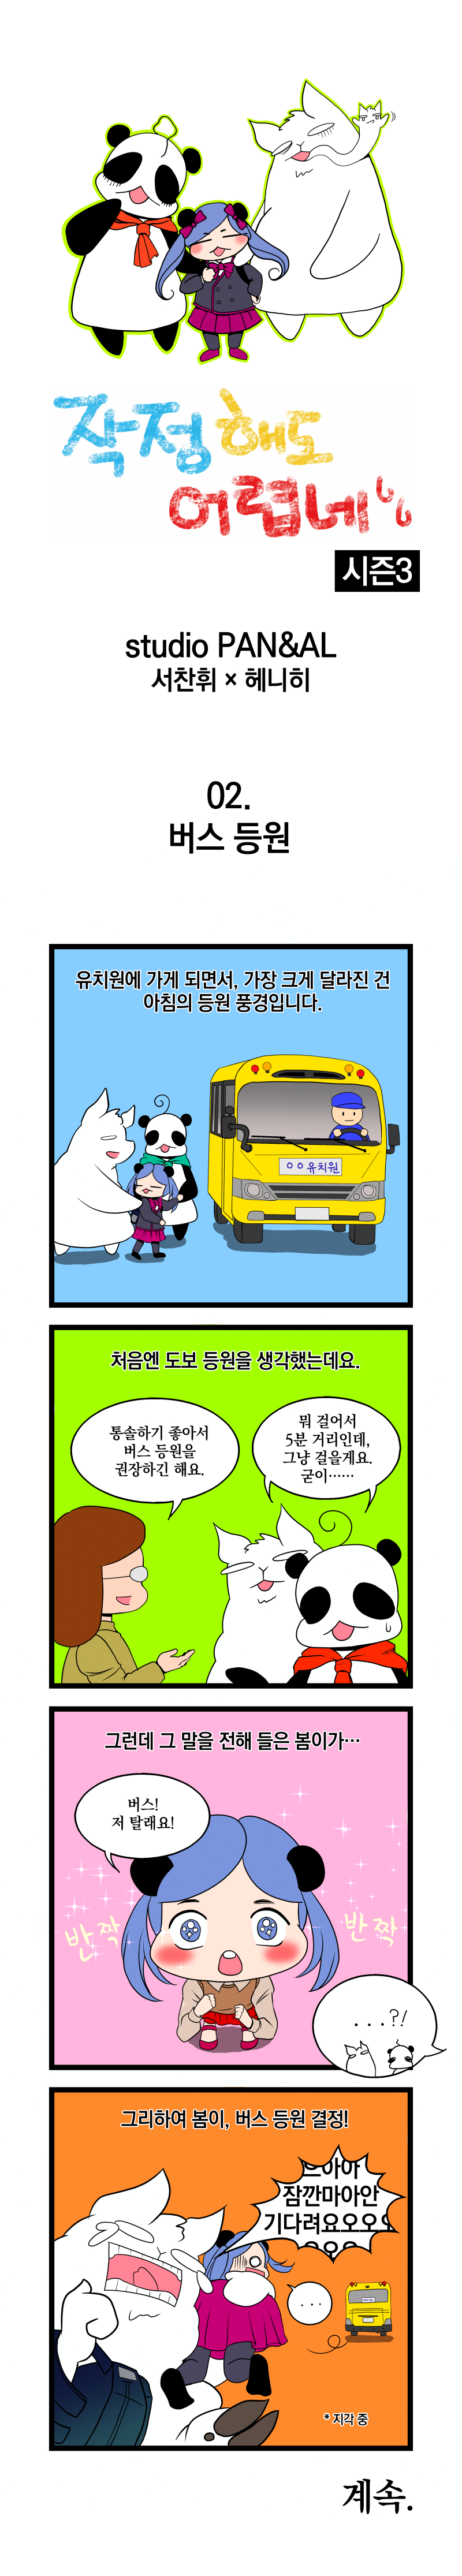 작정해도
어렵네
시즌3
studio PAN&AL
서찬휘 × 헤니히
02.
버스 등원
유치원에 가게 되면서, 가장 크게 달라진 건
아침의 등원 풍경입니다.
ㅇㅇ유치원
처음엔 도보 등원을 생각했는데요.
통솔하기 좋아서
버스 등원을
권장하긴 해요.
뭐 걸어서
5분 거리인데,
그냥 걸을게요.
굳이……
그런데 그 말을 전해 들은 봄이가…
버스!
저 탈래요!
반짝
반짝
...?!
그리하여 봄이, 버스 등원 결정!
잠깐마아안
기다려요오오오
...
* 지각 중
계속.